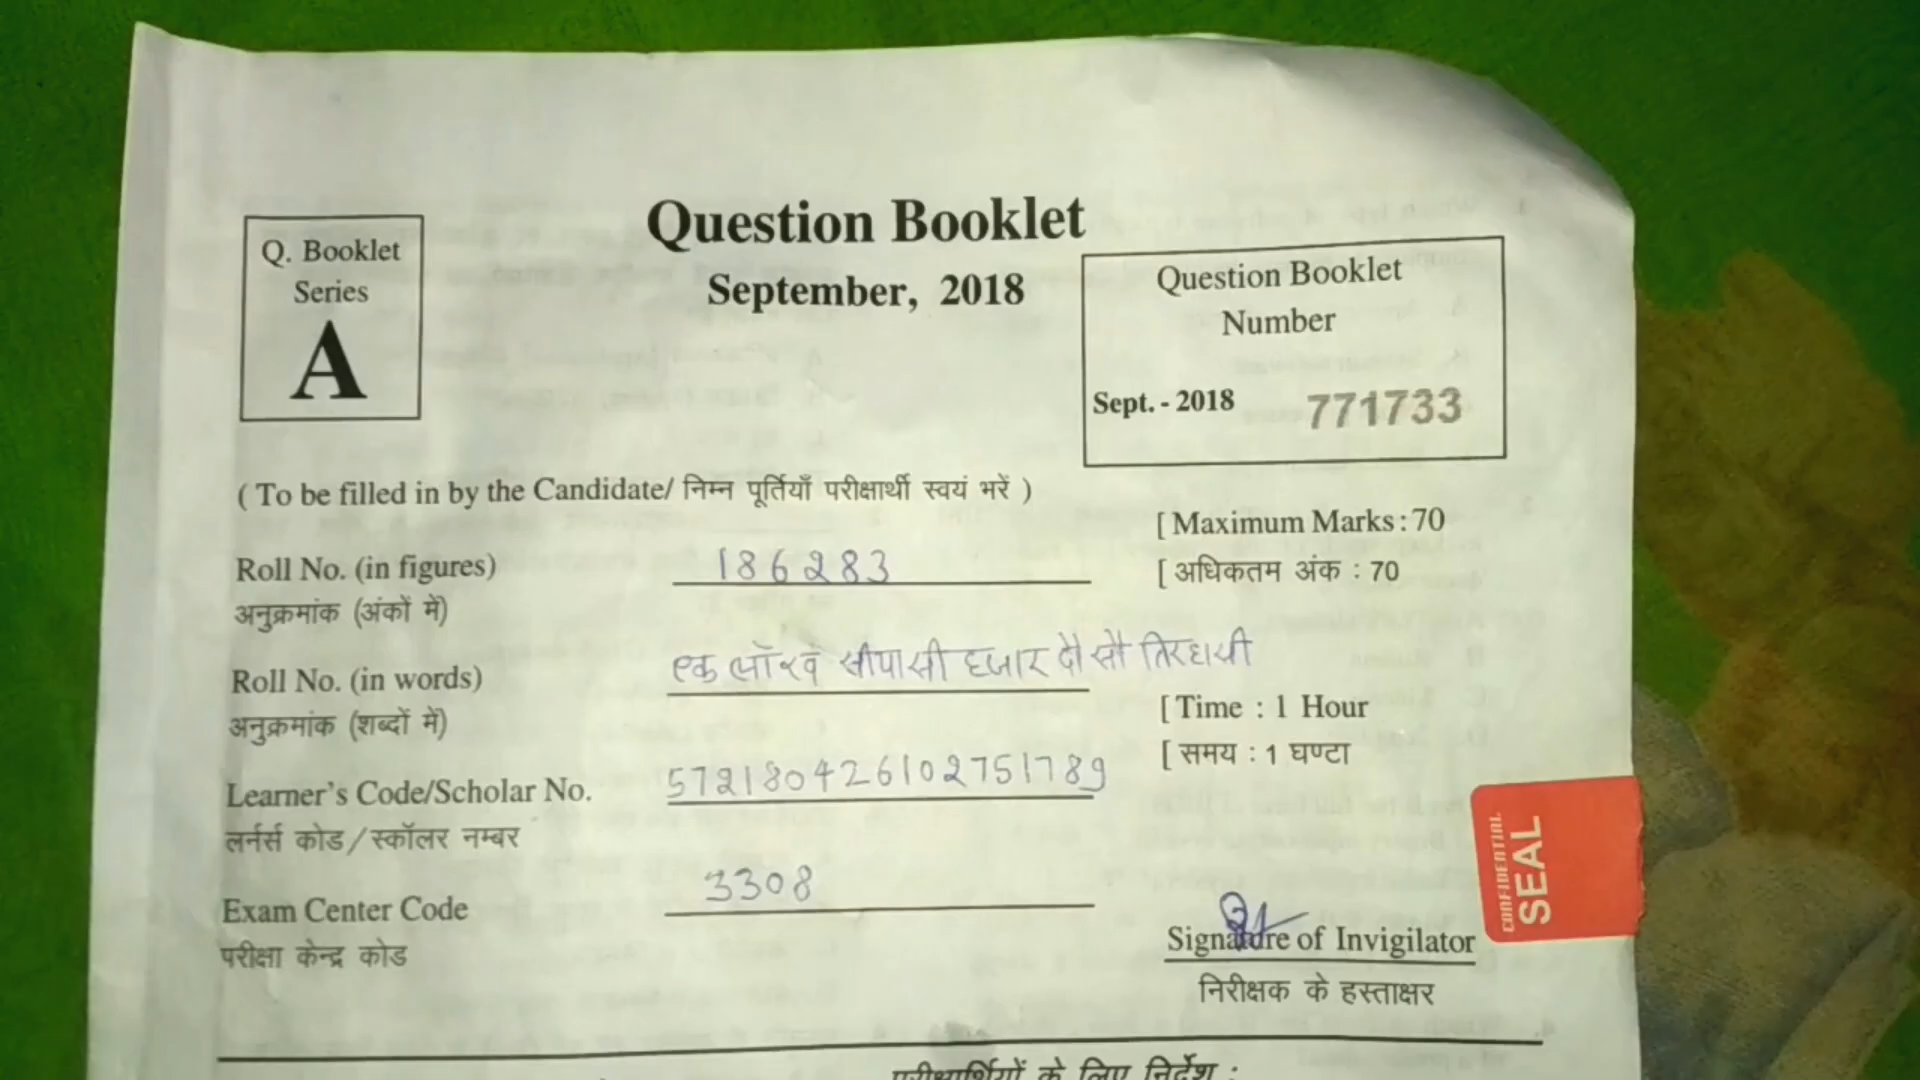 Question Booklet
September, 2018
Q. Booklet
Series
A
Question Booklet
Number
Sept. - 2018 771733
( To be filled in by the Candidate/ निम्न पूर्तियाँ परीक्षार्थी स्वयं भरें )
[ Maximum Marks : 70
[ अधिकतम अंक : 70
Roll No. (in figures) 186283
अनुक्रमांक (अंकों में)
Roll No. (in words) एक लॉख सीपासी हजार दौ सौ तिरहासी
अनुक्रमांक (शब्दों में)
[ Time : 1 Hour
[ समय : 1 घण्टा
Learner's Code/Scholar No. 572180426102751789
लर्नर्स कोड/स्कॉलर नम्बर
Exam Center Code 3308
परीक्षा केन्द्र कोड
Signature of Invigilator
निरीक्षक के हस्ताक्षर
CONFIDENTIAL
SEAL
परीक्षार्थियों के लिए निर्देश :